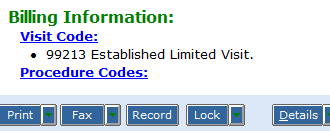 Billing Information:
Visit Code:
• 99213 Established Limited Visit.
Procedure Codes:
Print Fax Record Lock Details